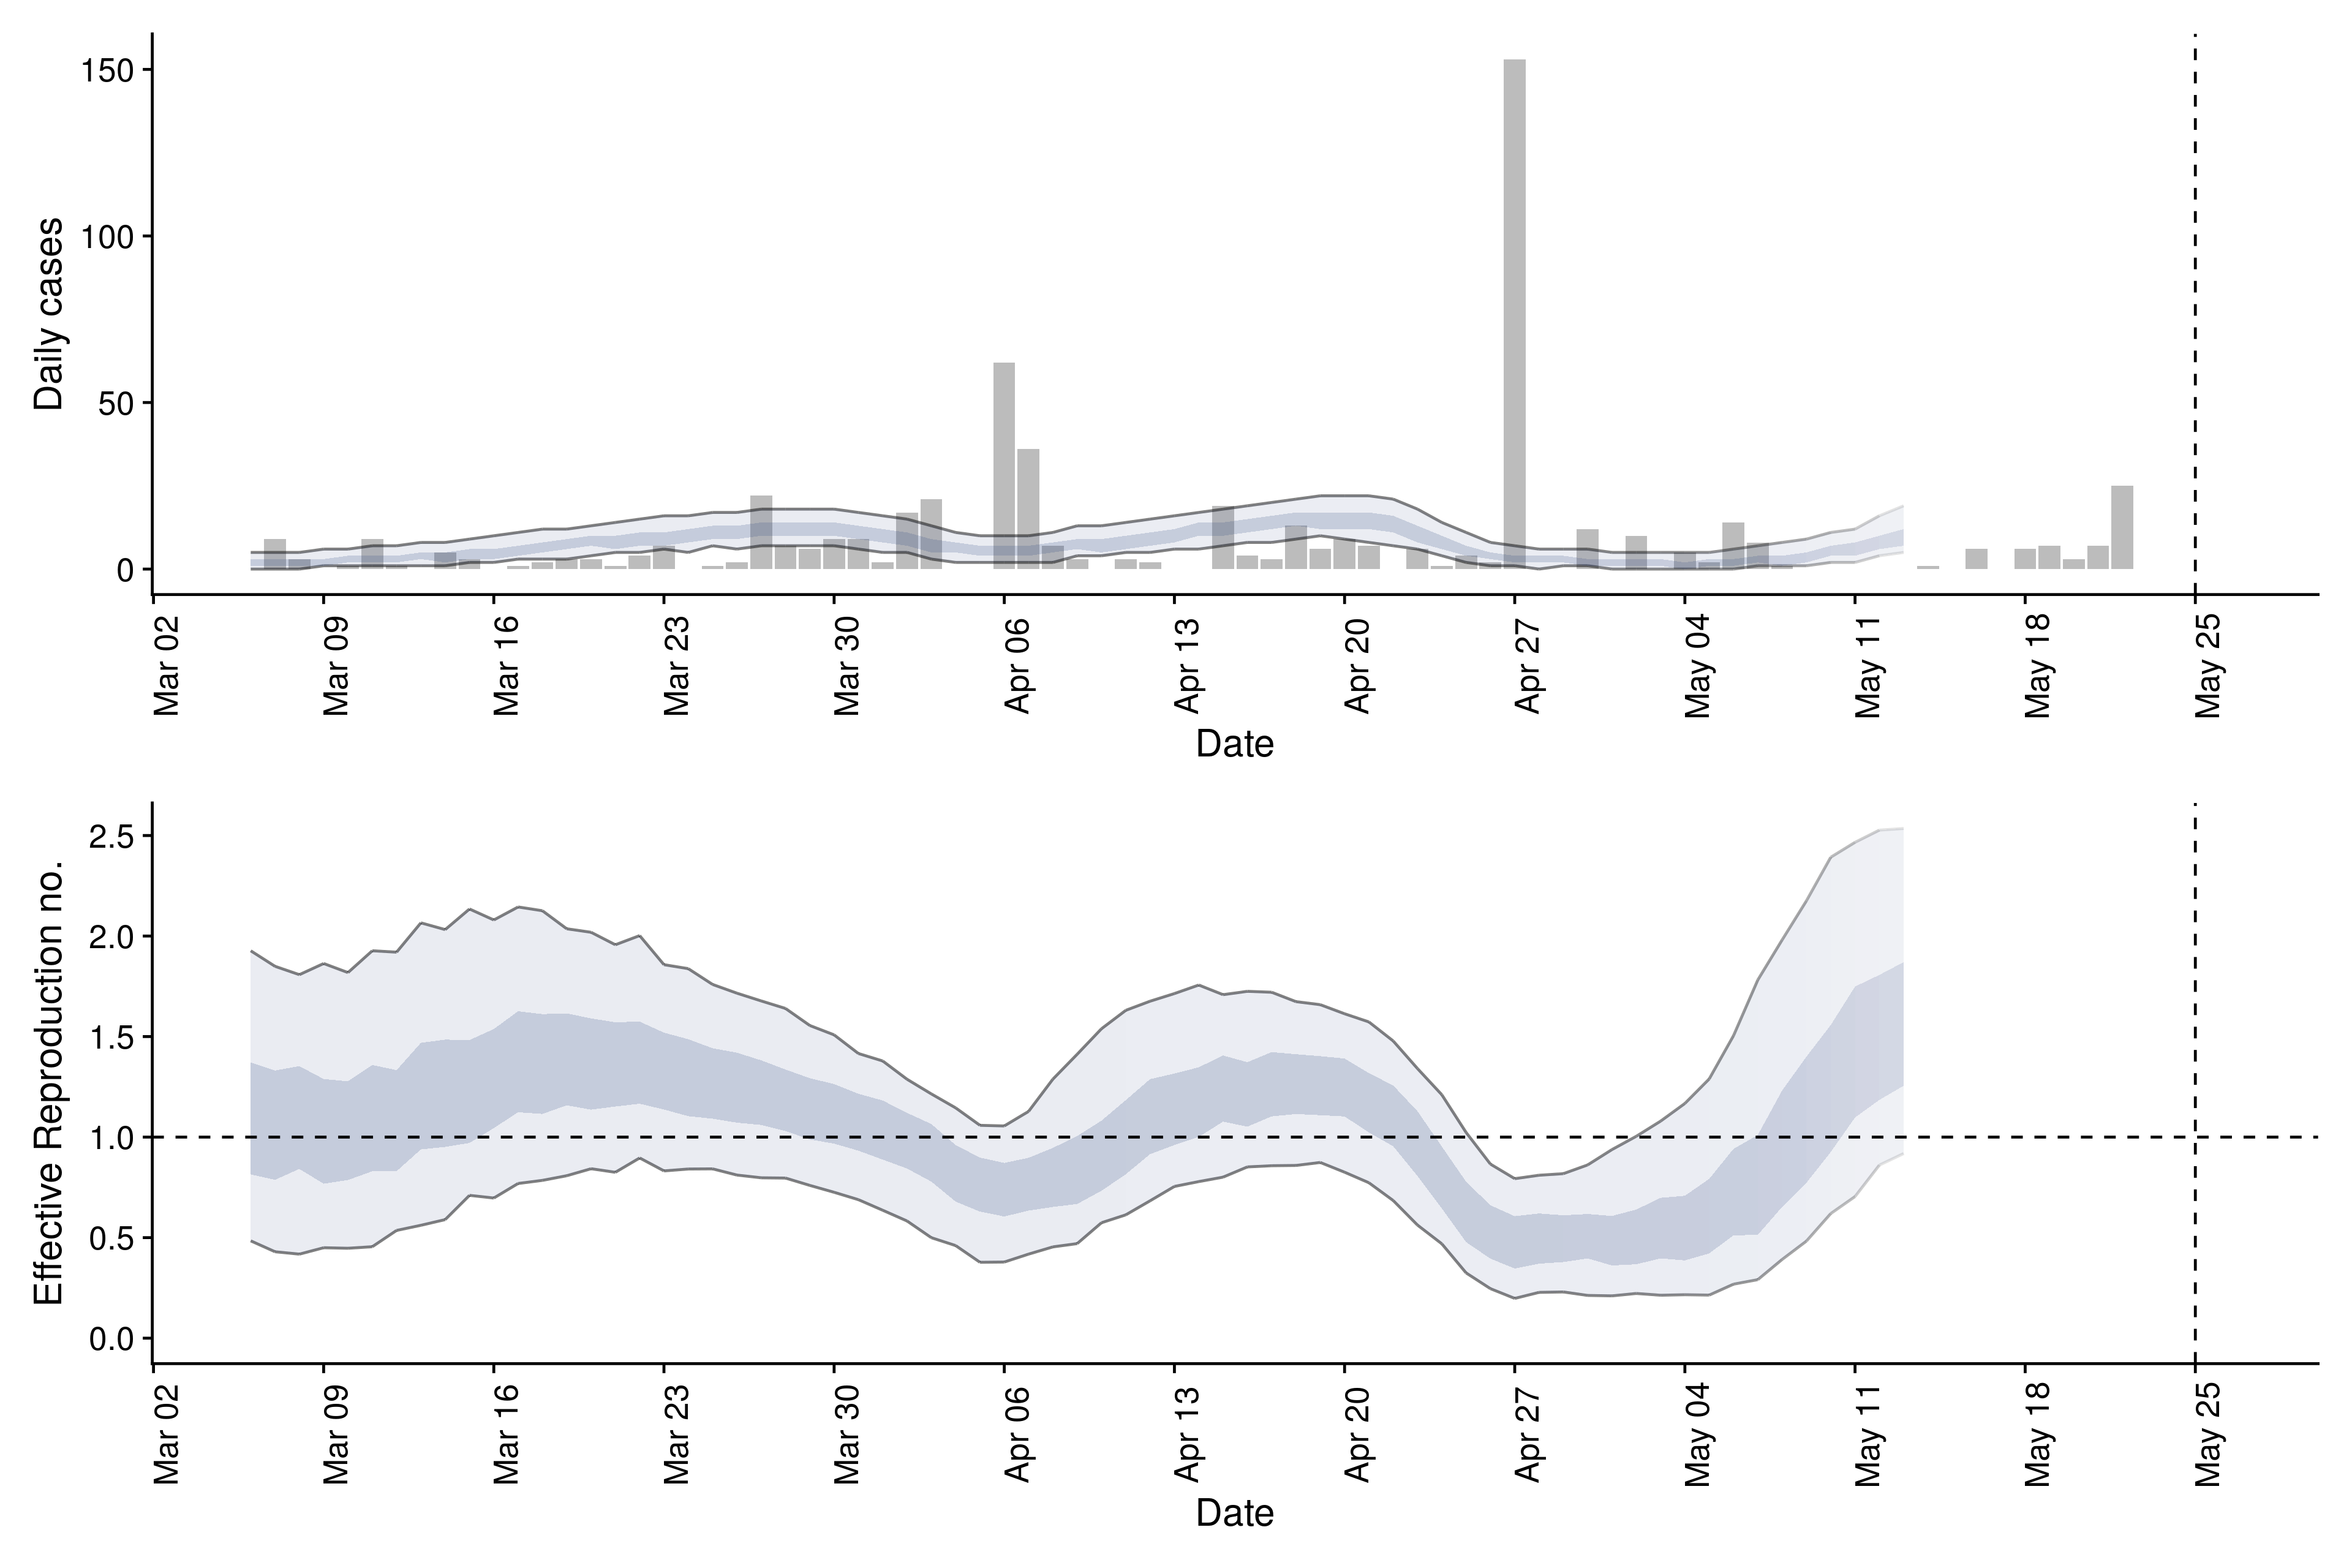 Daily cases
150
100
50
0
Mar 02
Mar 09
Mar 16
Mar 23
Mar 30
Apr 06
Apr 13
Apr 20
Apr 27
May 04
May 11
May 18
May 25
Date
Effective Reproduction no.
2.5
2.0
1.5
1.0
0.5
0.0
Mar 02
Mar 09
Mar 16
Mar 23
Mar 30
Apr 06
Apr 13
Apr 20
Apr 27
May 04
May 11
May 18
May 25
Date